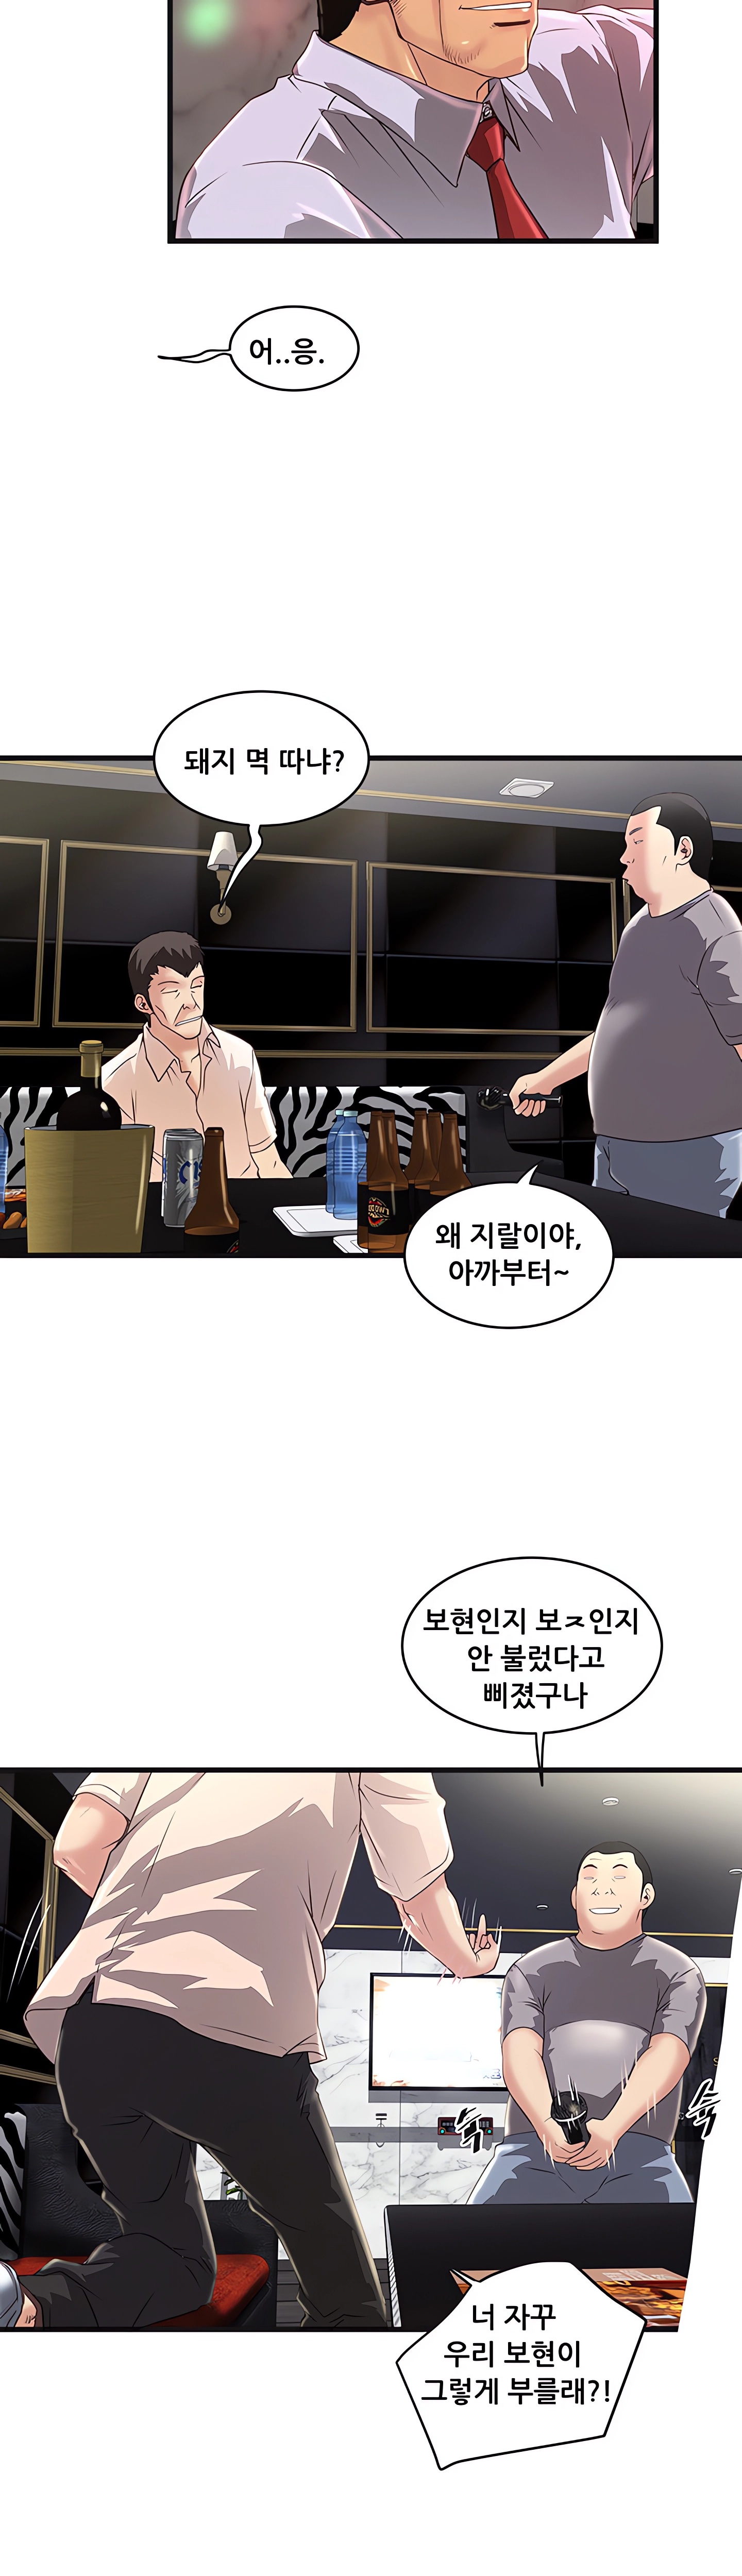 어..응.
돼지 멱 따냐?
왜 지랄이야,
아까부터~
보현인지 보ㅈ인지
안 불렀다고
삐졌구나
슥
슥
너 자꾸
우리 보현이
그렇게 부를래?!